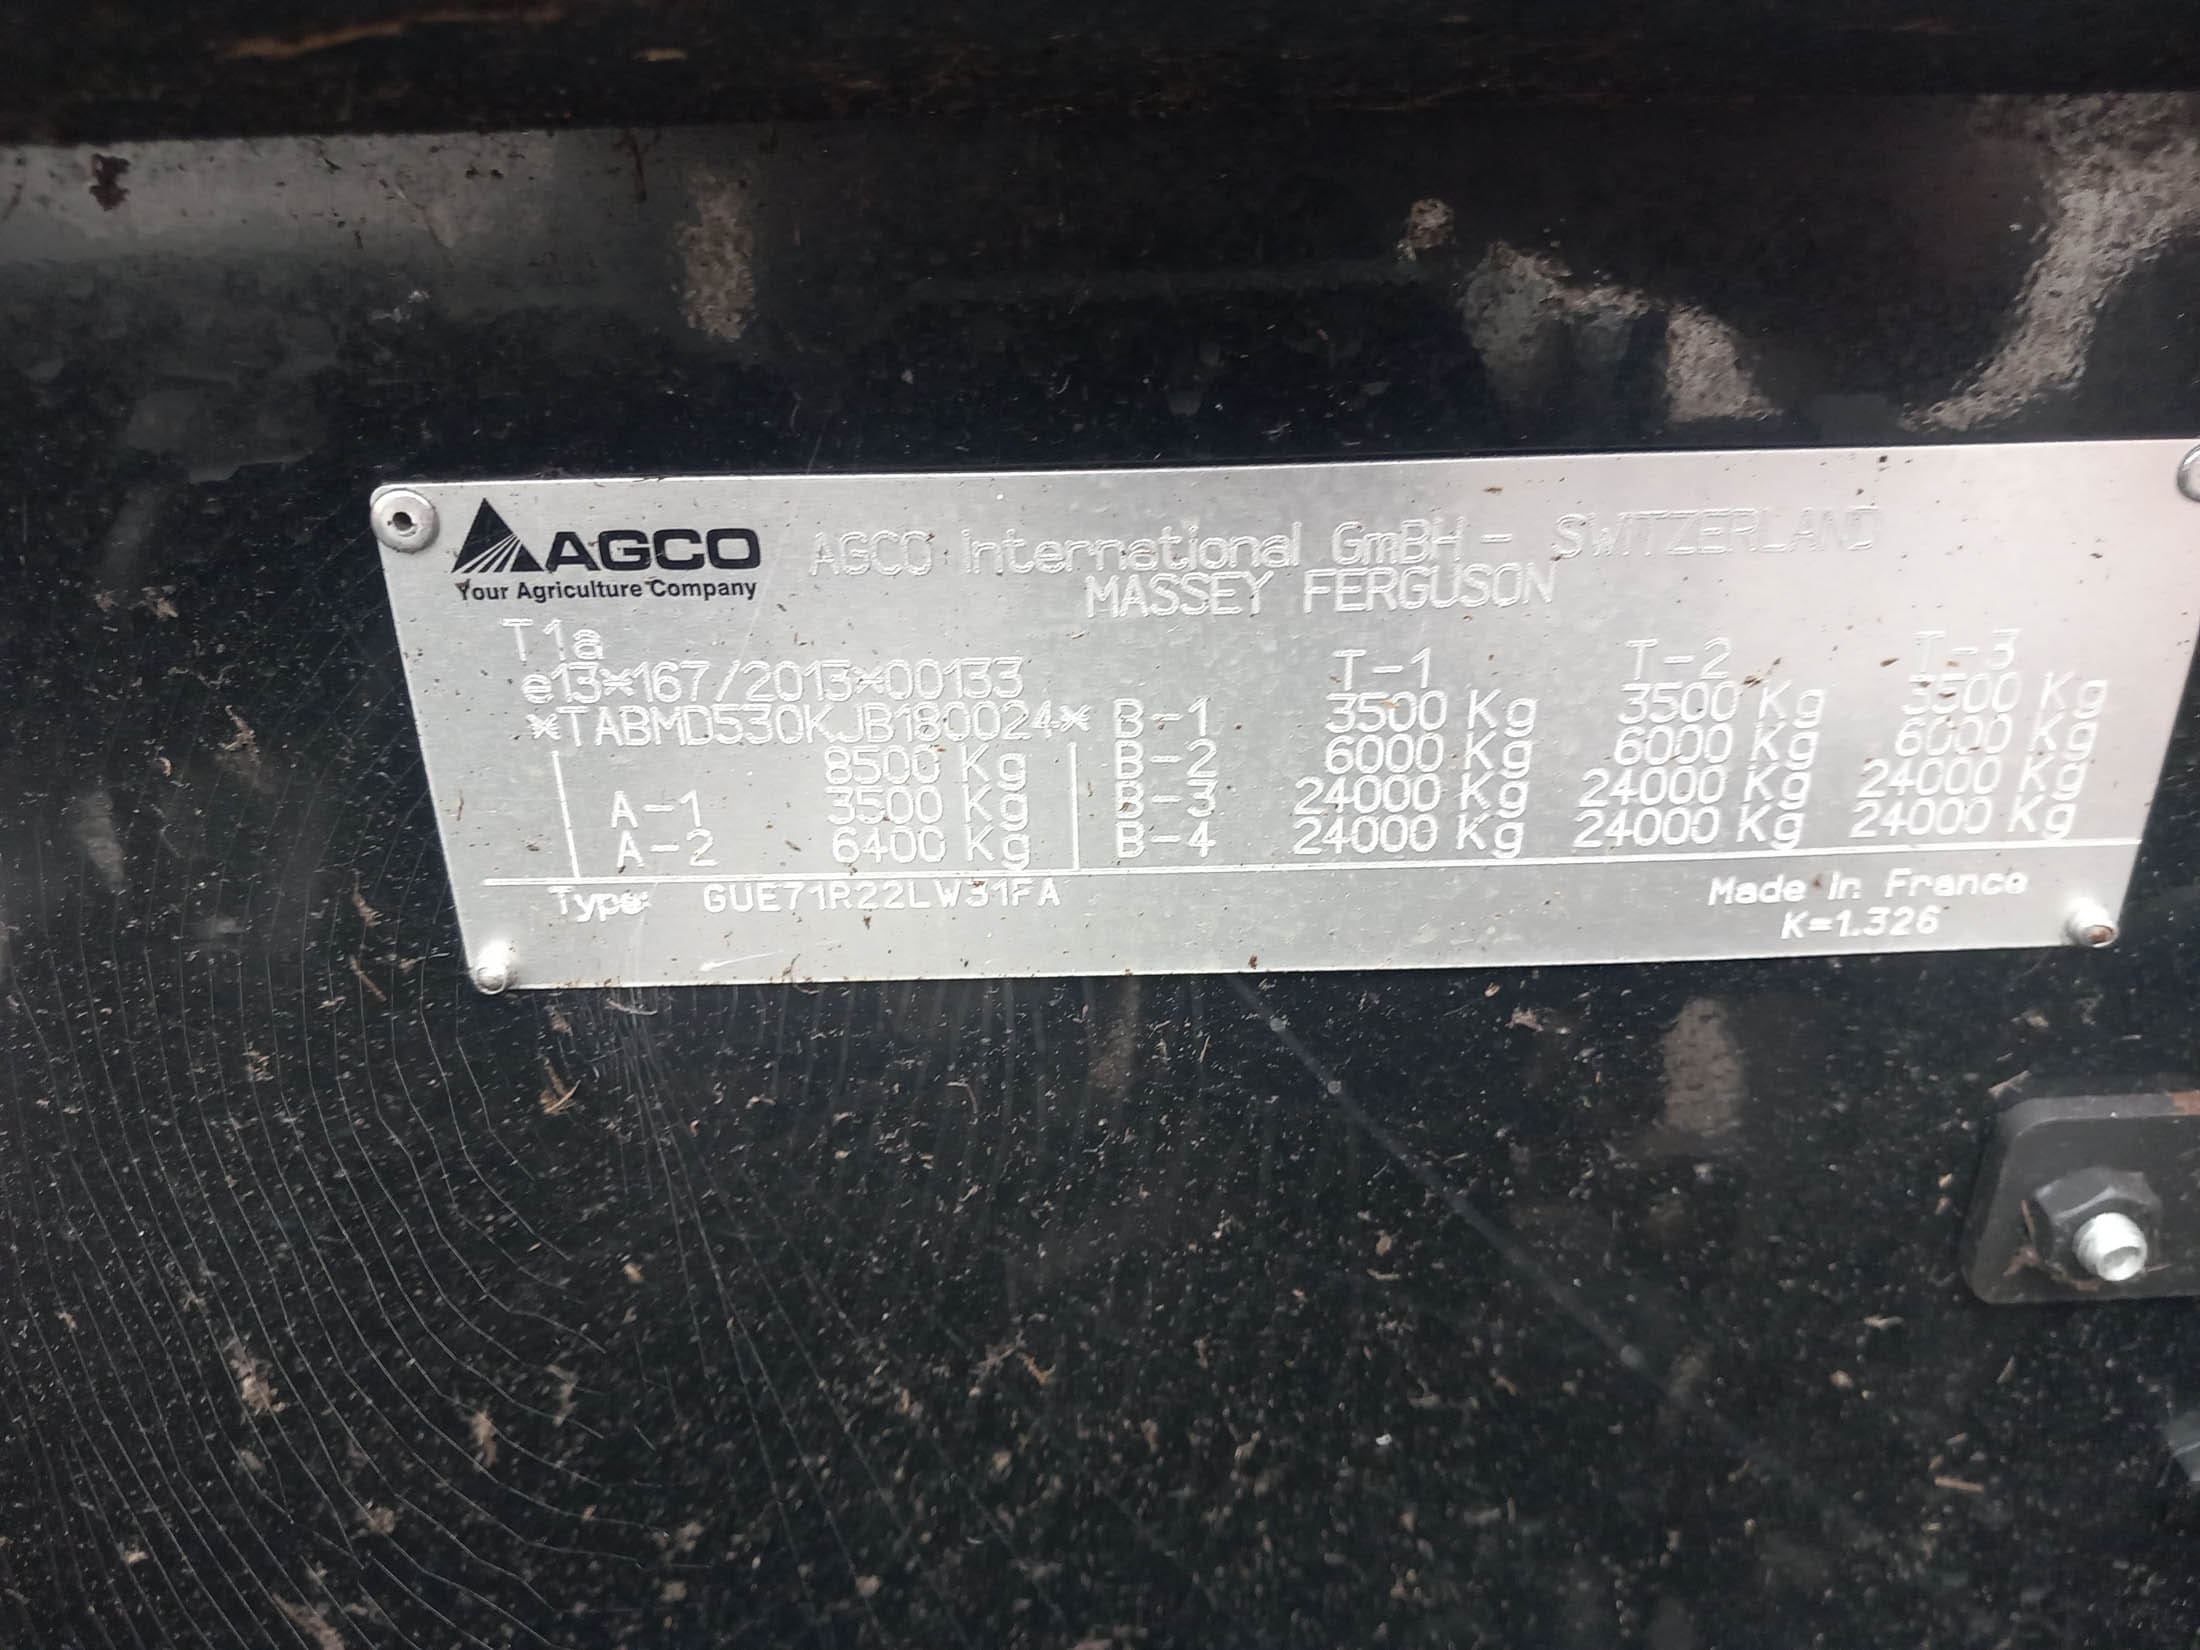 AGCO
Your Agriculture Company
AGCO International GmBH - SWITZERLAND
MASSEY FERGUSON
T1a
e13*167/2013*00133
*TABMD530KJB180024*
8500 Kg
A-1 3500 Kg
A-2 6400 Kg
T-1 T-2 T-3
B-1 3500 Kg 3500 Kg 3500 Kg
B-2 6000 Kg 6000 Kg 6000 Kg
B-3 24000 Kg 24000 Kg 24000 Kg
B-4 24000 Kg 24000 Kg 24000 Kg
Type: GUE71R22LW31FA
Made in France
K=1.326